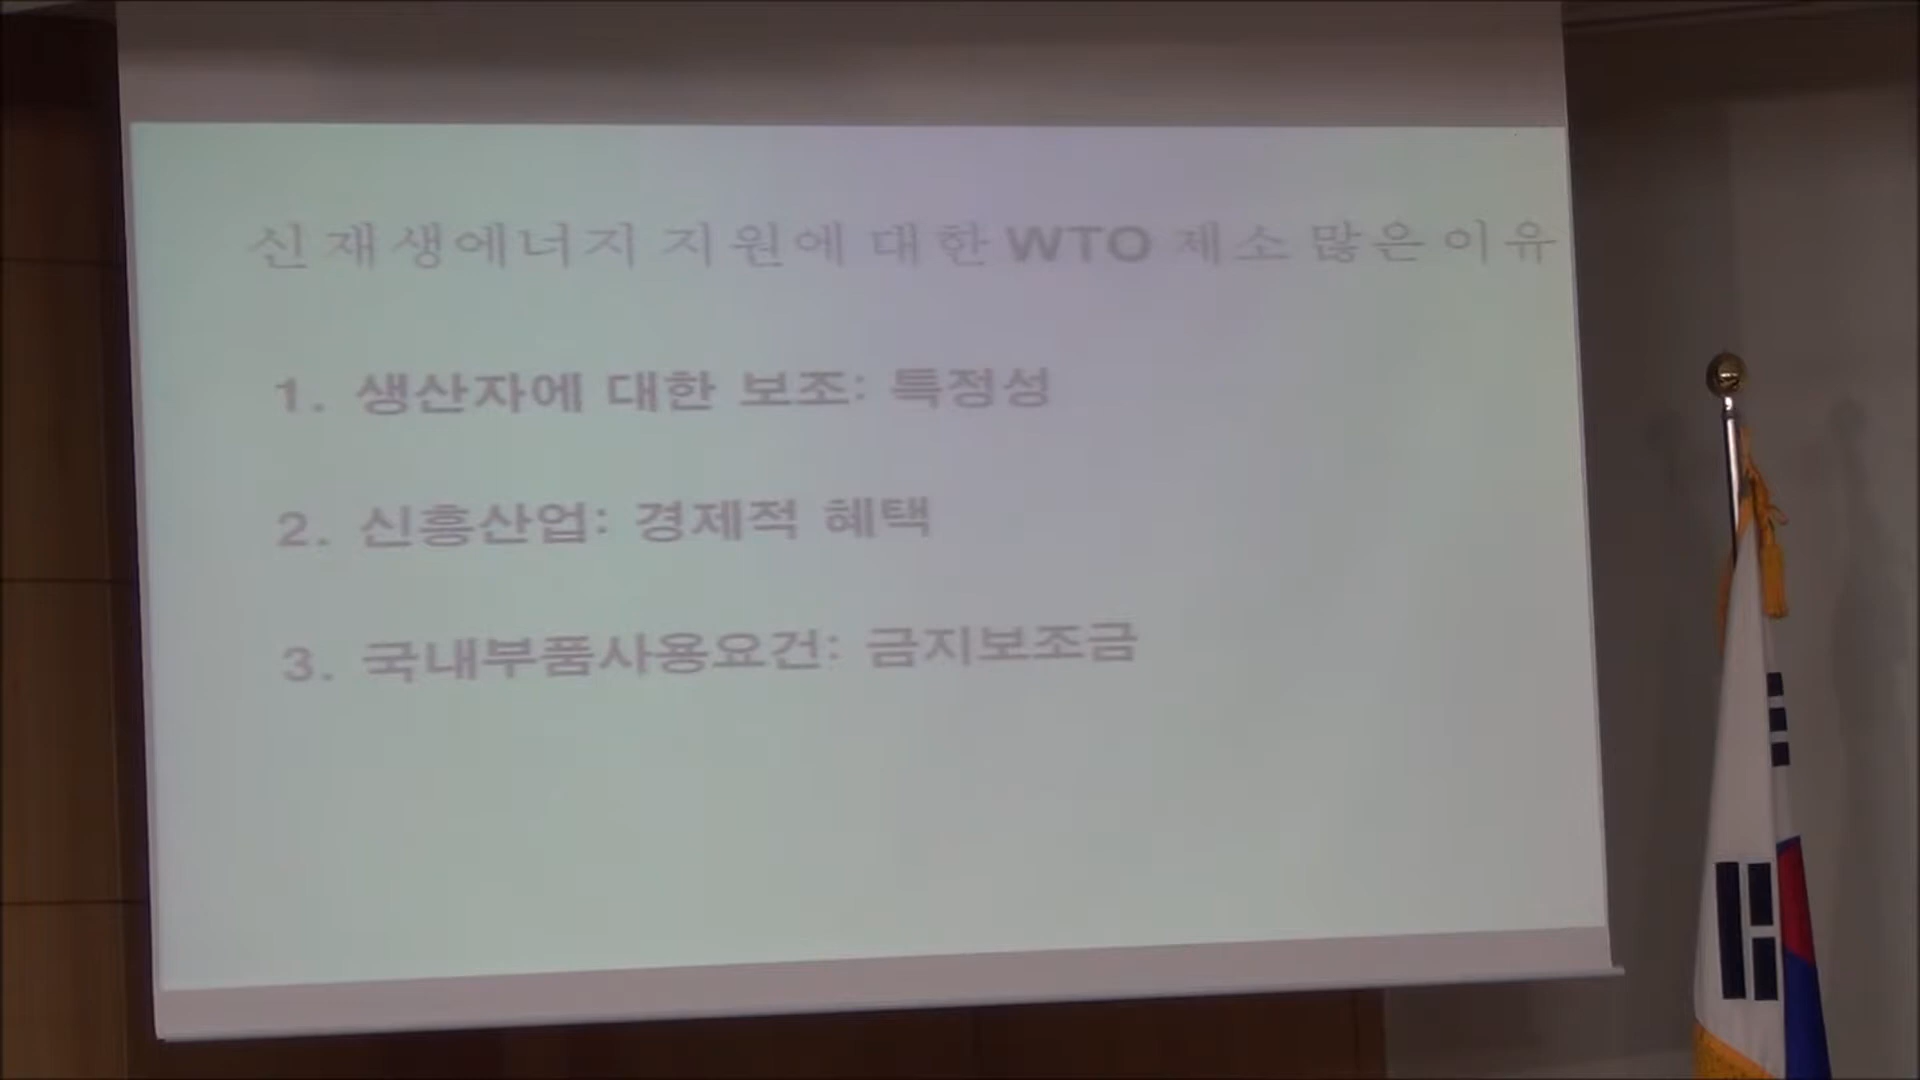 신재생에너지 지원에 대한 WTO 제소 많은 이유
1. 생산자에 대한 보조: 특정성
2. 신흥산업: 경제적 혜택
3. 국내부품사용요건: 금지보조금